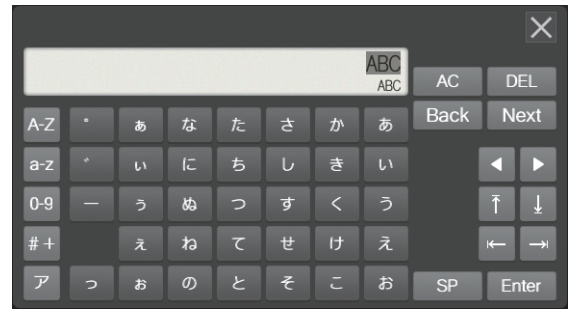 ABC
ABC
AC DEL
Back Next
A-Z ゜ ぁ な た さ か あ
a-z ゛ ぃ に ち し き い
0-9 ー ぅ ぬ つ す く う
#+ ぇ ね て せ け え
ア っ ぉ の と そ こ お
SP Enter